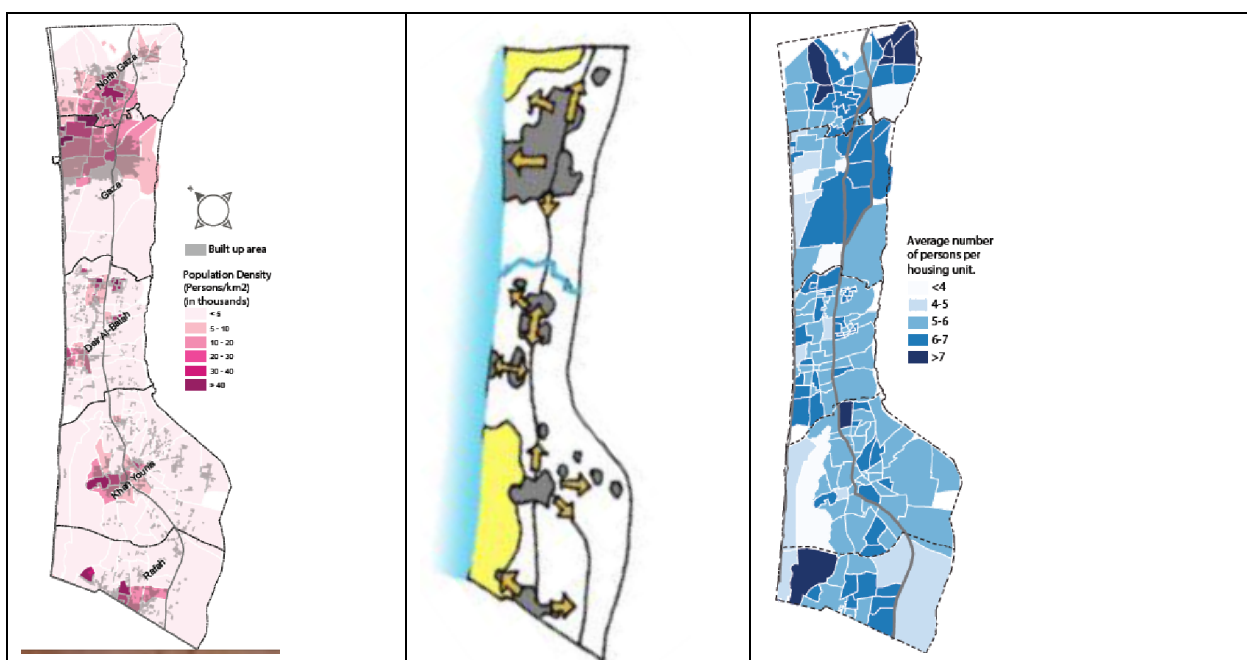 North Gaza
Gaza
Built up area
Population Density
(Persons/km2)
(in thousands)
< 5
5 - 10
10 - 20
20 - 30
30 - 40
> 40
Deir Al-Balah
Khan Younis
Rafah
Average number
of persons per
housing unit.
<4
4-5
5-6
6-7
>7